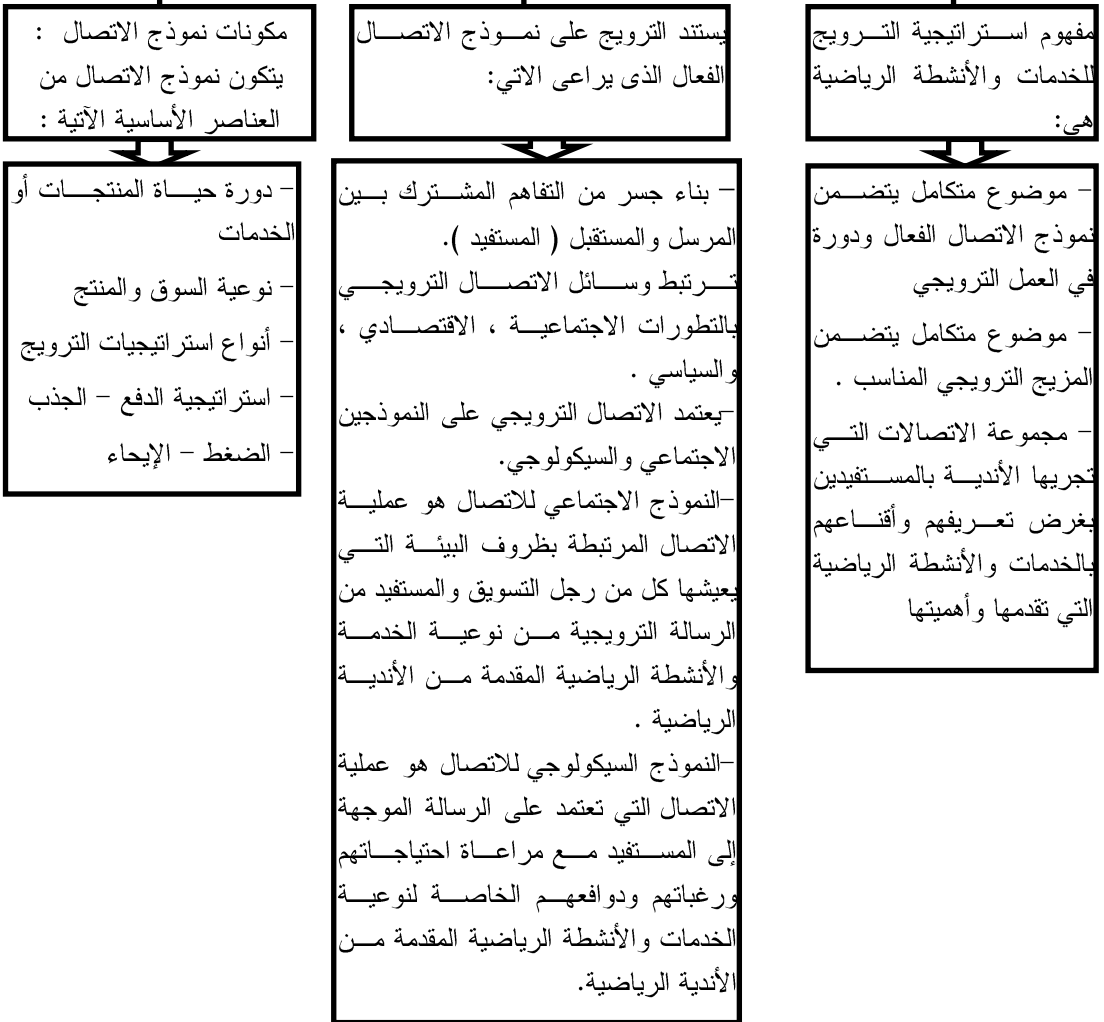 مفهوم استراتيجية الترويج
للخدمات والأنشطة الرياضية
هي:
– موضوع متكامل يتضمن
نموذج الاتصال الفعال ودورة
في العمل الترويجي
– موضوع متكامل يتضمن
المزيج الترويجي المناسب .
– مجموعة الاتصالات التي
تجريها الأندية بالمستفيدين
بغرض تعريفهم وأقناعهم
بالخدمات والأنشطة الرياضية
التي تقدمها وأهميتها
يستند الترويج على نموذج الاتصال
الفعال الذى يراعى الاتي:
– بناء جسر من التفاهم المشترك بين
المرسل والمستقبل ( المستفيد ).
ترتبط وسائل الاتصال الترويجي
بالتطورات الاجتماعية ، الاقتصادي ،
والسياسي .
–يعتمد الاتصال الترويجي على النموذجين
الاجتماعي والسيكولوجي.
–النموذج الاجتماعي للاتصال هو عملية
الاتصال المرتبطة بظروف البيئة التي
يعيشها كل من رجل التسويق والمستفيد من
الرسالة الترويجية من نوعية الخدمة
والأنشطة الرياضية المقدمة من الأندية
الرياضية .
–النموذج السيكولوجي للاتصال هو عملية
الاتصال التي تعتمد على الرسالة الموجهة
إلى المستفيد مع مراعاة احتياجاتهم
ورغباتهم ودوافعهم الخاصة لنوعية
الخدمات والأنشطة الرياضية المقدمة من
الأندية الرياضية.
مكونات نموذج الاتصال :
يتكون نموذج الاتصال من
العناصر الأساسية الآتية :
– دورة حياة المنتجات أو
الخدمات
– نوعية السوق والمنتج
– أنواع استراتيجيات الترويج
– استراتيجية الدفع – الجذب
– الضغط – الإيحاء